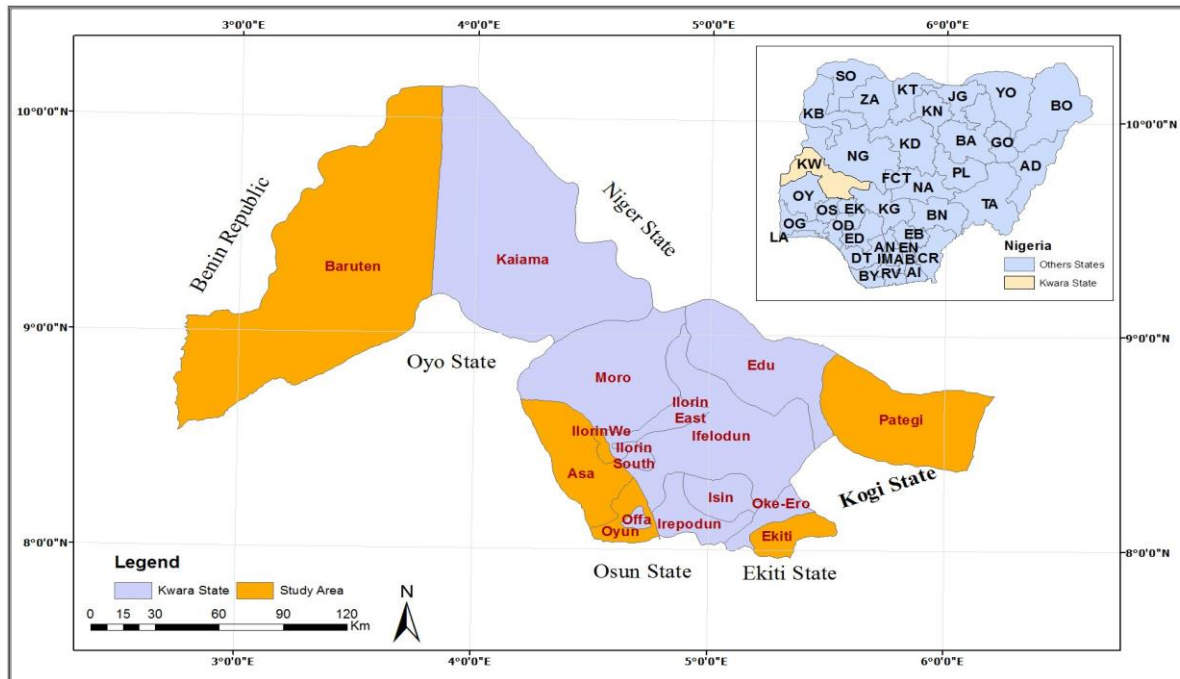 3°0'0"E 4°0'0"E 5°0'0"E 6°0'0"E
10°0'0"N
9°0'0"N
8°0'0"N
10°0'0"N
9°0'0"N
8°0'0"N
Benin Republic
Baruten
Kaiama
Niger State
Oyo State
Moro
Edu
Ilorin
East
Pategi
IlorinWe
Ifelodun
Ilorin
South
Asa
Kogi State
Isin
Oke-Ero
Offa
Irepodun
Oyun
Ekiti
Osun State
Ekiti State
SO
KT
JG
YO
ZA
KN
BO
KB
KD
BA
GO
NG
AD
KW
PL
FCT
NA
OY
TA
OS
EK
KG
BN
OG
OD
EB
LA
ED
AN
EN
DT
IM
AB
CR
BY
RV
AI
Nigeria
Others States
Kwara State
Legend
Kwara State
Study Area
0 15 30 60 90 120
Km
N
3°0'0"E 4°0'0"E 5°0'0"E 6°0'0"E